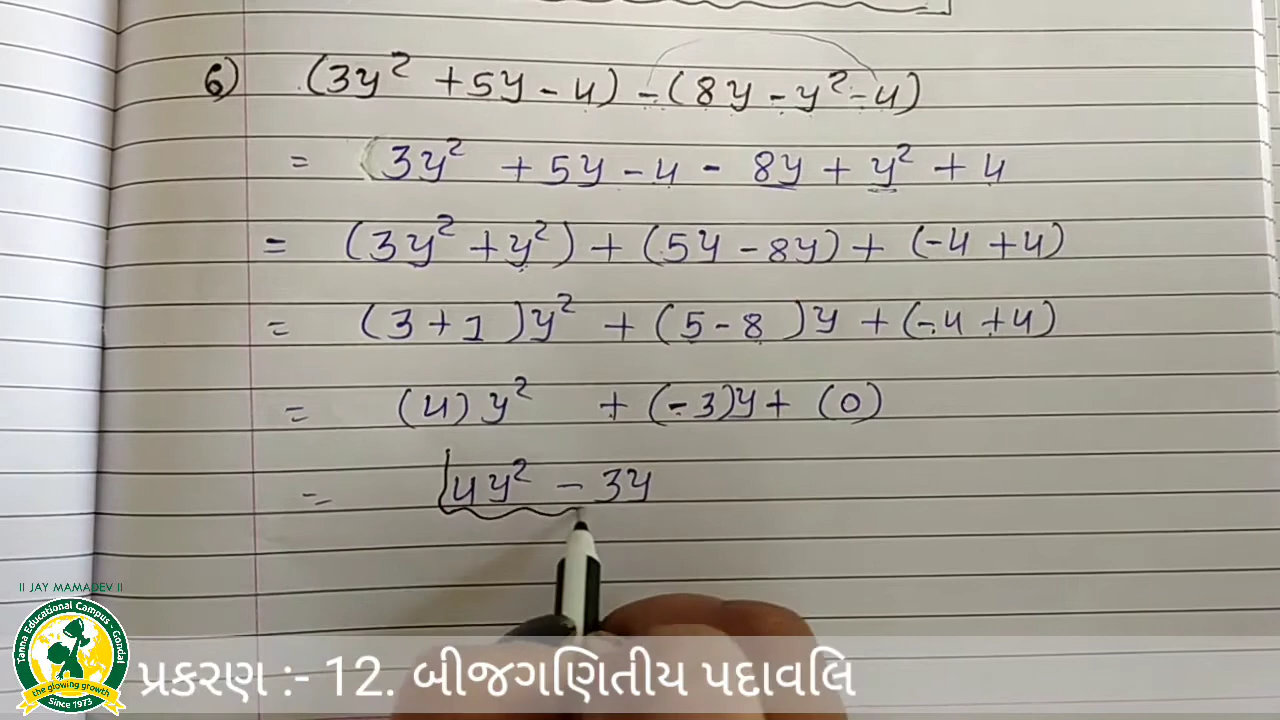 6) (3y² + 5y - 4) - (8y - y² - 4)
= (3y² + 5y - 4 - 8y + y² + 4
= (3y² + y²) + (5y - 8y) + (-4 + 4)
= (3 + 1)y² + (5 - 8)y + (-4 + 4)
= (4)y² + (-3)y + (0)
= 4y² - 3y
॥ JAY MAMADEV ॥
Tanna Educational Campus - Gondal
the glowing growth
Since 1973
પ્રકરણ :- 12. બીજગણિતીય પદાવલિ